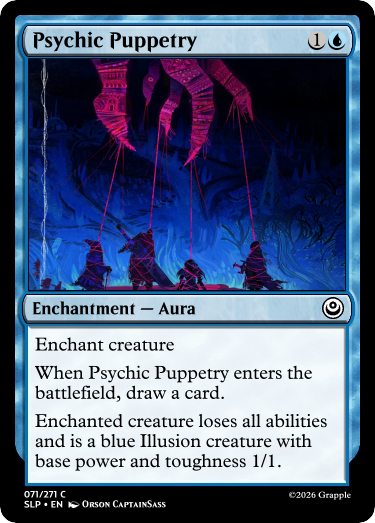 Psychic Puppetry 1
Enchantment — Aura
Enchant creature
When Psychic Puppetry enters the
battlefield, draw a card.
Enchanted creature loses all abilities
and is a blue Illusion creature with
base power and toughness 1/1.
071/271 C
SLP • EN Orson CaptainSass
©2026 Grapple